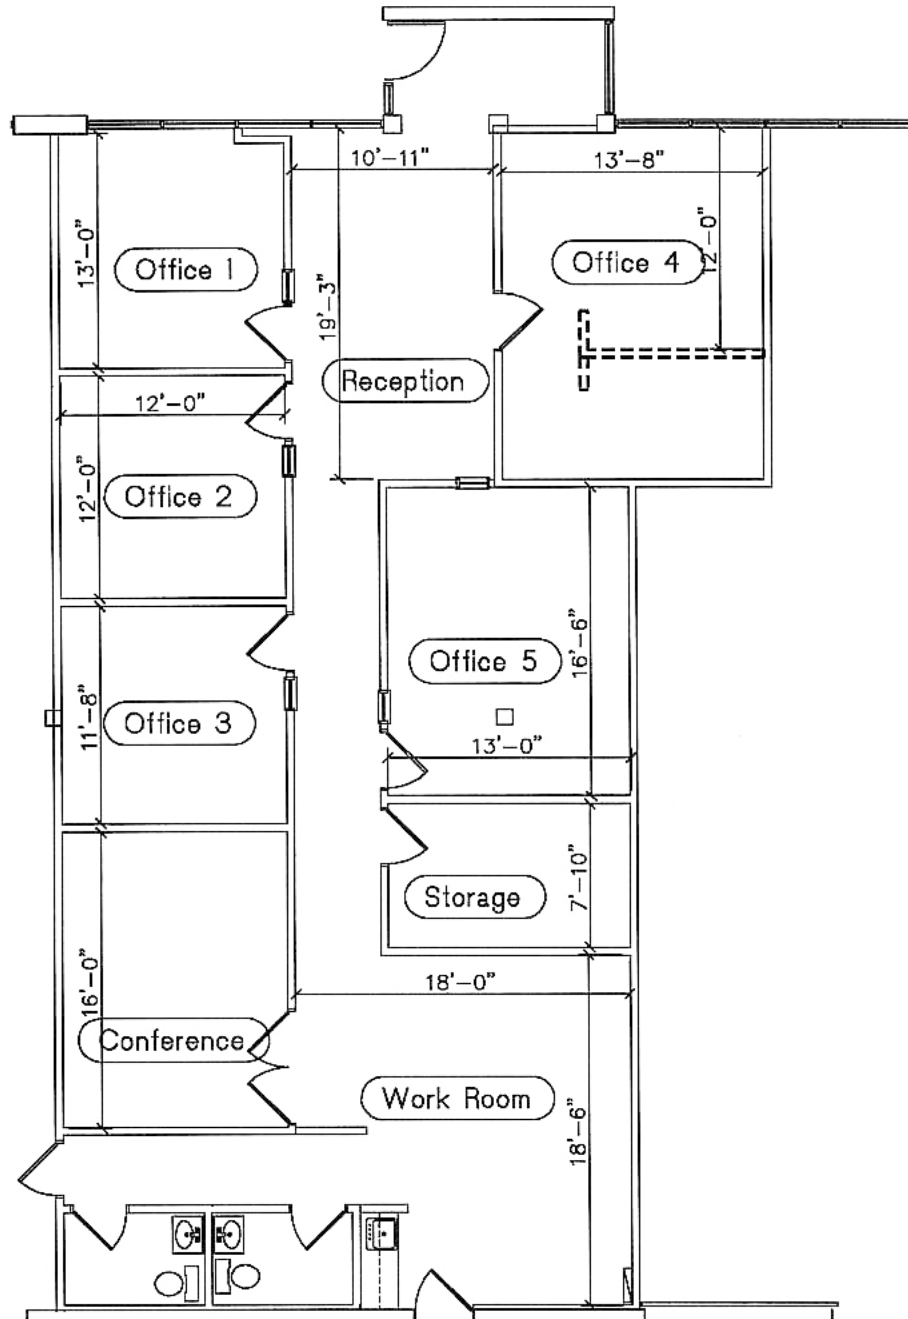 10'-11"
13'-8"
13'-0"
Office 1
Office 4
12'-0"
19'-3"
Reception
12'-0"
12'-0"
Office 2
16'-6"
Office 5
11'-8"
Office 3
13'-0"
7'-10"
Storage
18'-0"
16'-0"
Conference
Work Room
18'-6"